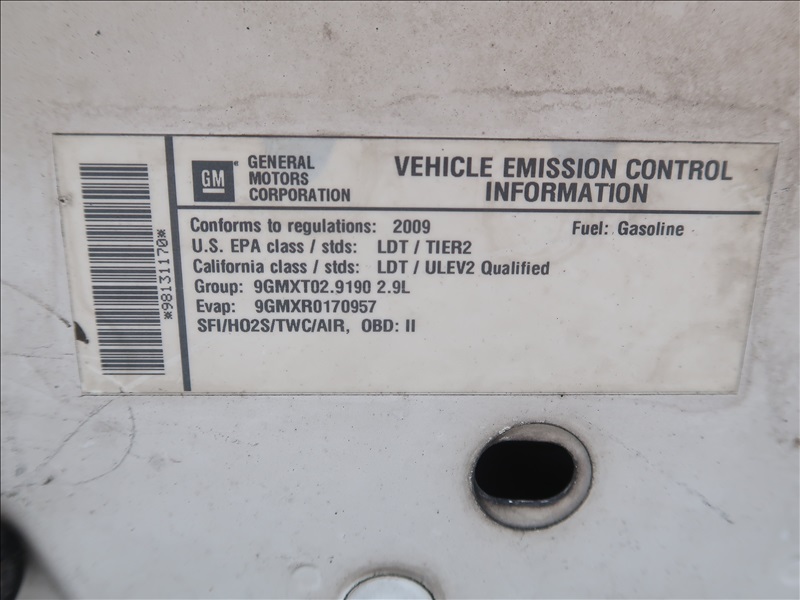 *98131170*
GM
GENERAL
MOTORS
CORPORATION
VEHICLE EMISSION CONTROL
INFORMATION
Conforms to regulations: 2009
Fuel: Gasoline
U.S. EPA class / stds: LDT / TIER2
California class / stds: LDT / ULEV2 Qualified
Group: 9GMXT02.9190 2.9L
Evap: 9GMXR0170957
SFI/HO2S/TWC/AIR, OBD: II